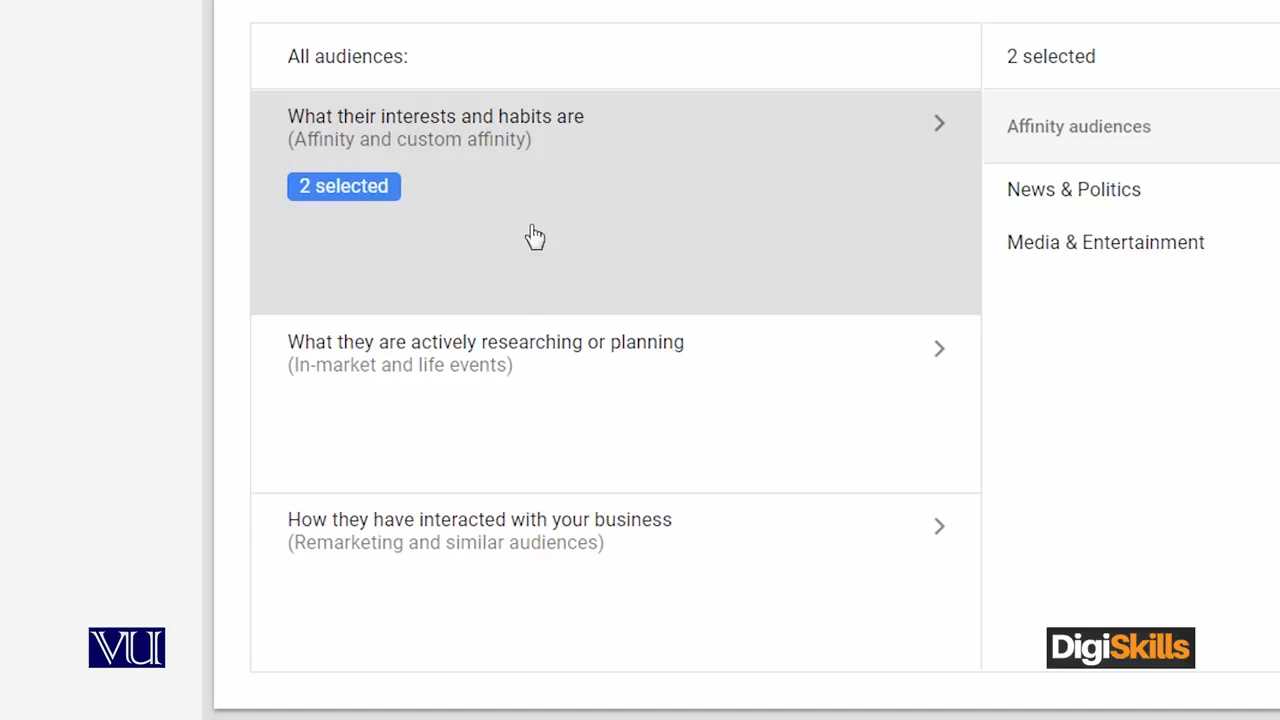 All audiences:
2 selected
What their interests and habits are
(Affinity and custom affinity)
2 selected
Affinity audiences
News & Politics
Media & Entertainment
What they are actively researching or planning
(In-market and life events)
How they have interacted with your business
(Remarketing and similar audiences)
VU
DigiSkills